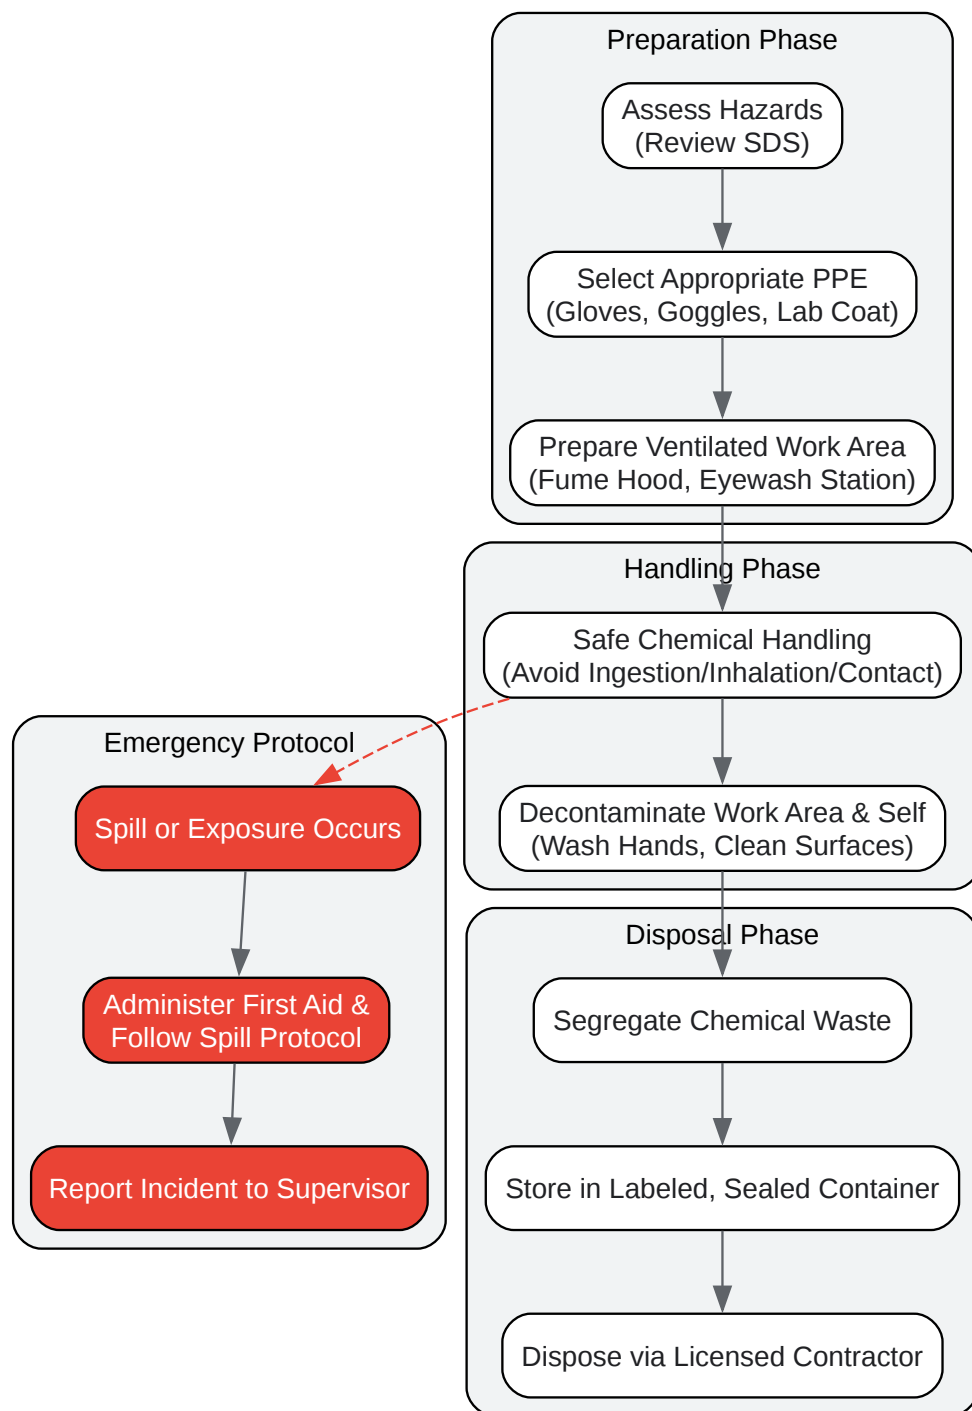 Preparation Phase
Assess Hazards
(Review SDS)
Select Appropriate PPE
(Gloves, Goggles, Lab Coat)
Prepare Ventilated Work Area
(Fume Hood, Eyewash Station)
Handling Phase
Safe Chemical Handling
(Avoid Ingestion/Inhalation/Contact)
Decontaminate Work Area & Self
(Wash Hands, Clean Surfaces)
Emergency Protocol
Spill or Exposure Occurs
Administer First Aid &
Follow Spill Protocol
Report Incident to Supervisor
Disposal Phase
Segregate Chemical Waste
Store in Labeled, Sealed Container
Dispose via Licensed Contractor